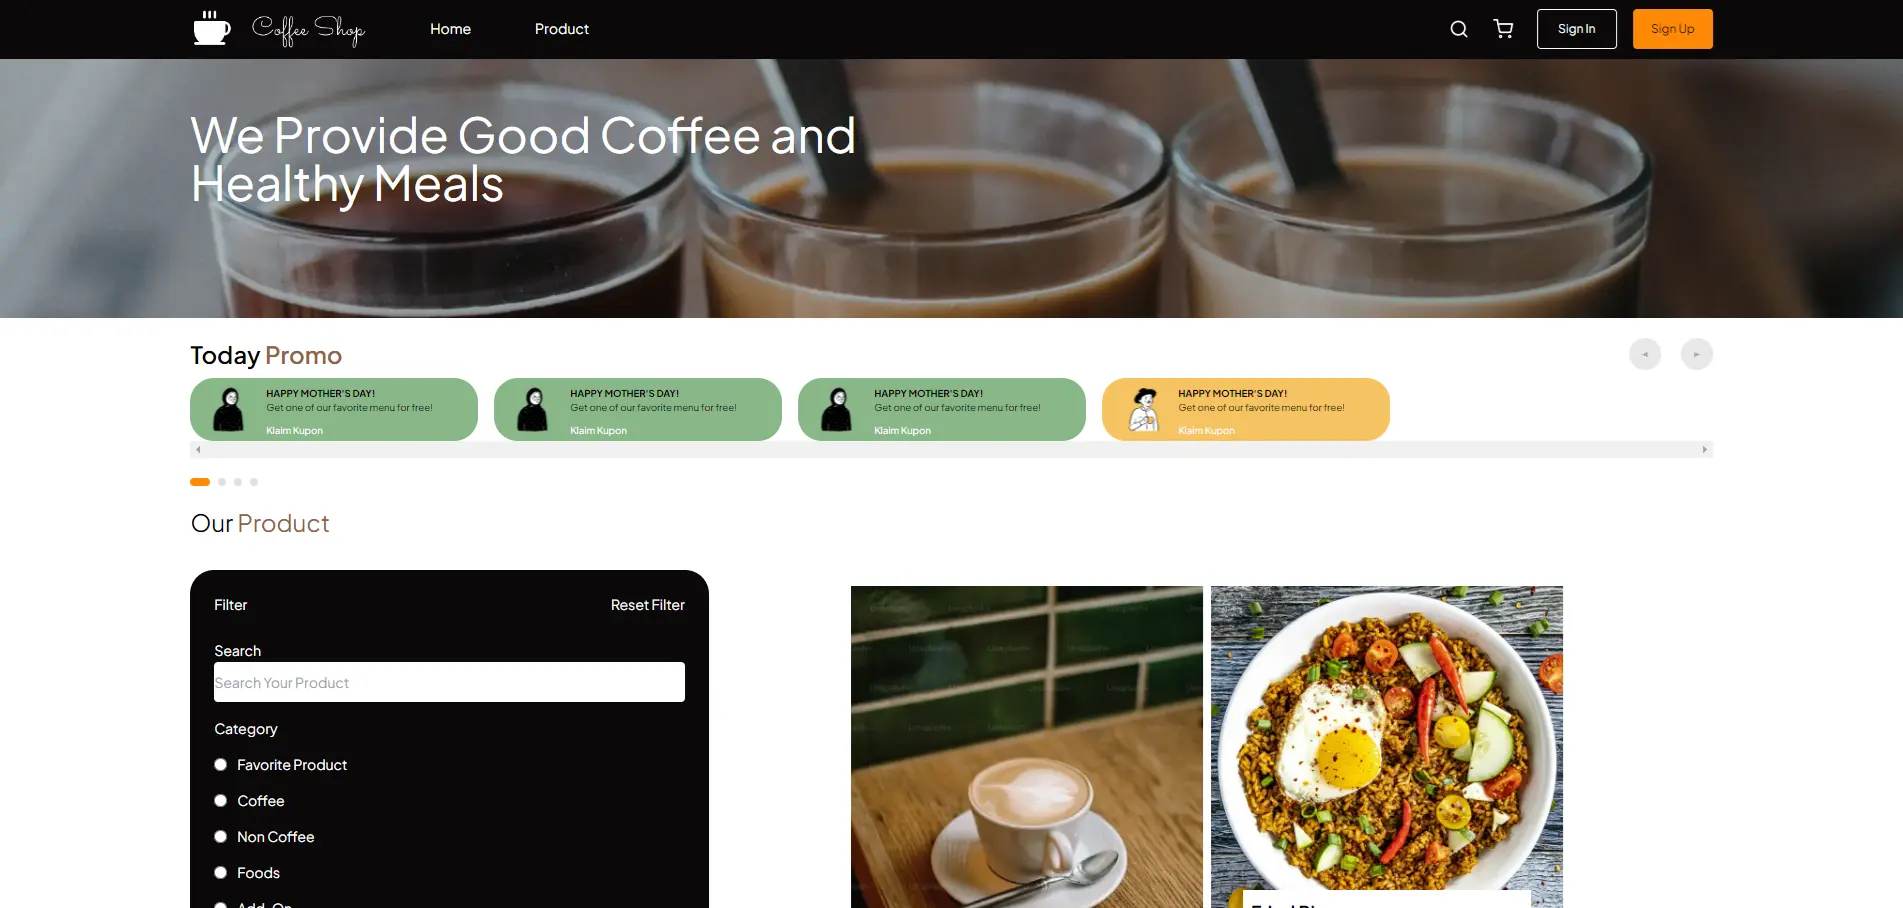 Coffee Shop
Home
Product
Sign In
Sign Up
We Provide Good Coffee and
Healthy Meals
Today Promo
HAPPY MOTHER'S DAY!
Get one of our favorite menu for free!
Klaim Kupon
HAPPY MOTHER'S DAY!
Get one of our favorite menu for free!
Klaim Kupon
HAPPY MOTHER'S DAY!
Get one of our favorite menu for free!
Klaim Kupon
HAPPY MOTHER'S DAY!
Get one of our favorite menu for free!
Klaim Kupon
Our Product
Filter
Reset Filter
Search
Search Your Product
Category
Favorite Product
Coffee
Non Coffee
Foods